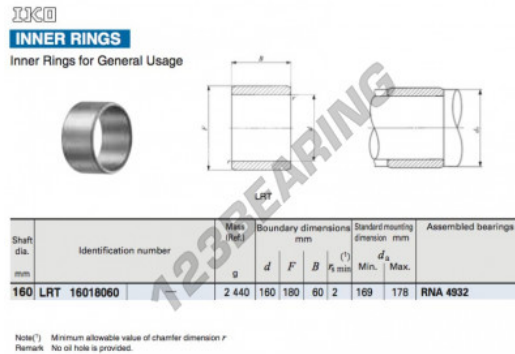 IKO
INNER RINGS
Inner Rings for General Usage
B
F
r
r
d
dₐ
LRT
123BEARING
Shaft dia. mm | Identification number | Mass (Ref.) g | Boundary dimensions mm | Standard mounting dimension mm | Assembled bearings
d | F | B | rs min (1) | da Min. Max.
160 | LRT 16018060 | — | 2 440 | 160 | 180 | 60 | 2 | 169 | 178 | RNA 4932
Note(1) Minimum allowable value of chamfer dimension r
Remark No oil hole is provided.